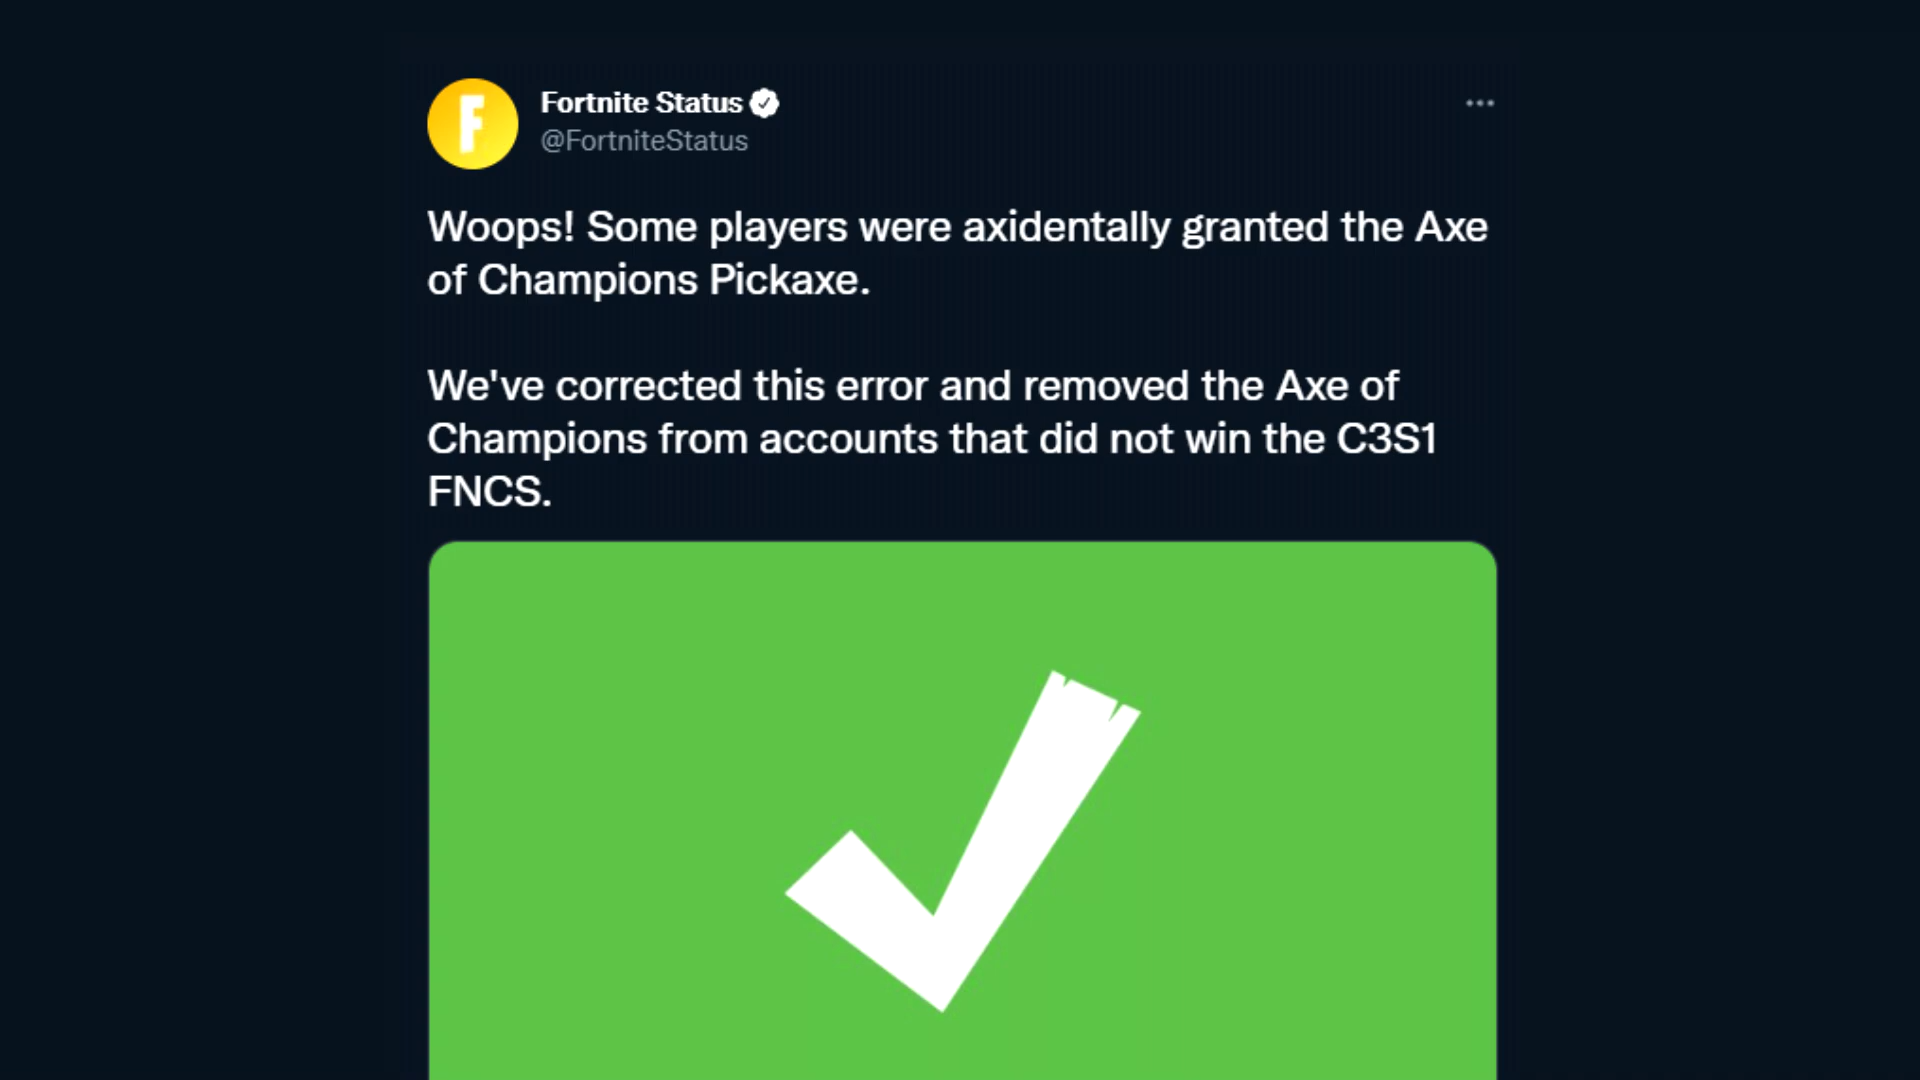 F
Fortnite Status
@FortniteStatus
Woops! Some players were axidentally granted the Axe
of Champions Pickaxe.
We've corrected this error and removed the Axe of
Champions from accounts that did not win the C3S1
FNCS.